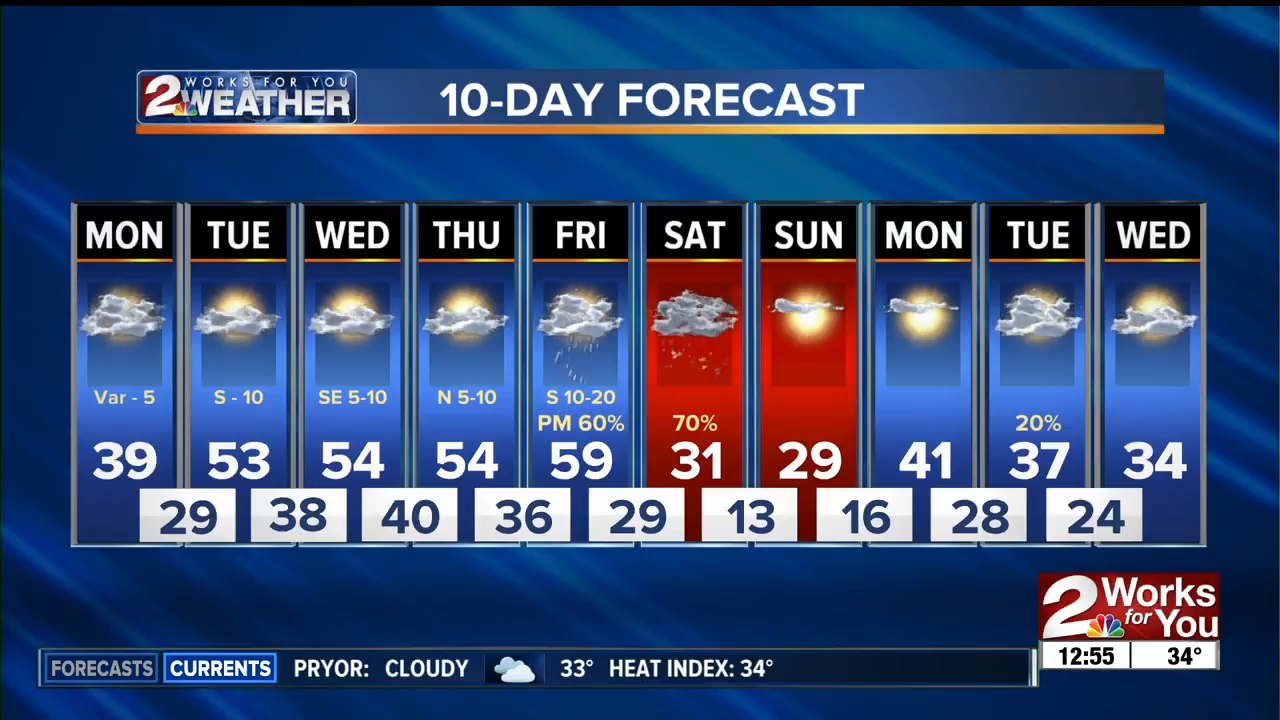 2 WORKS FOR YOU
WEATHER
10-DAY FORECAST
MON TUE WED THU FRI SAT SUN MON TUE WED
Var - 5 S - 10 SE 5-10 N 5-10 S 10-20
PM 60% 70% 20%
39 53 54 54 59 31 29 41 37 34
29 38 40 36 29 13 16 28 24
2 Works
for You
12:55 34°
FORECASTS CURRENTS PRYOR: CLOUDY 33° HEAT INDEX: 34°